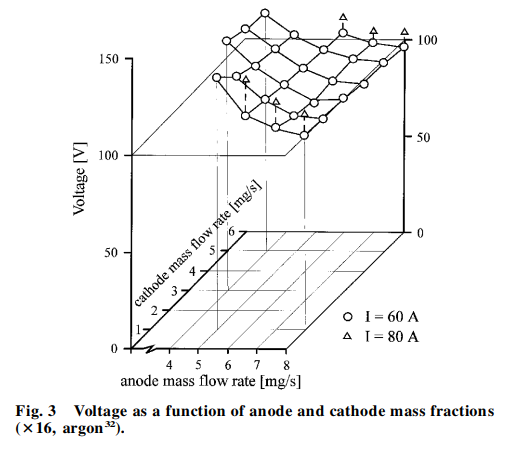 150
100
50
0
Voltage [V]
100
50
0
cathode mass flow rate [mg/s]
6
5
4
3
2
1
4 5 6 7 8
anode mass flow rate [mg/s]
I = 60 A
I = 80 A
Fig. 3 Voltage as a function of anode and cathode mass fractions
(×16, argon³²).